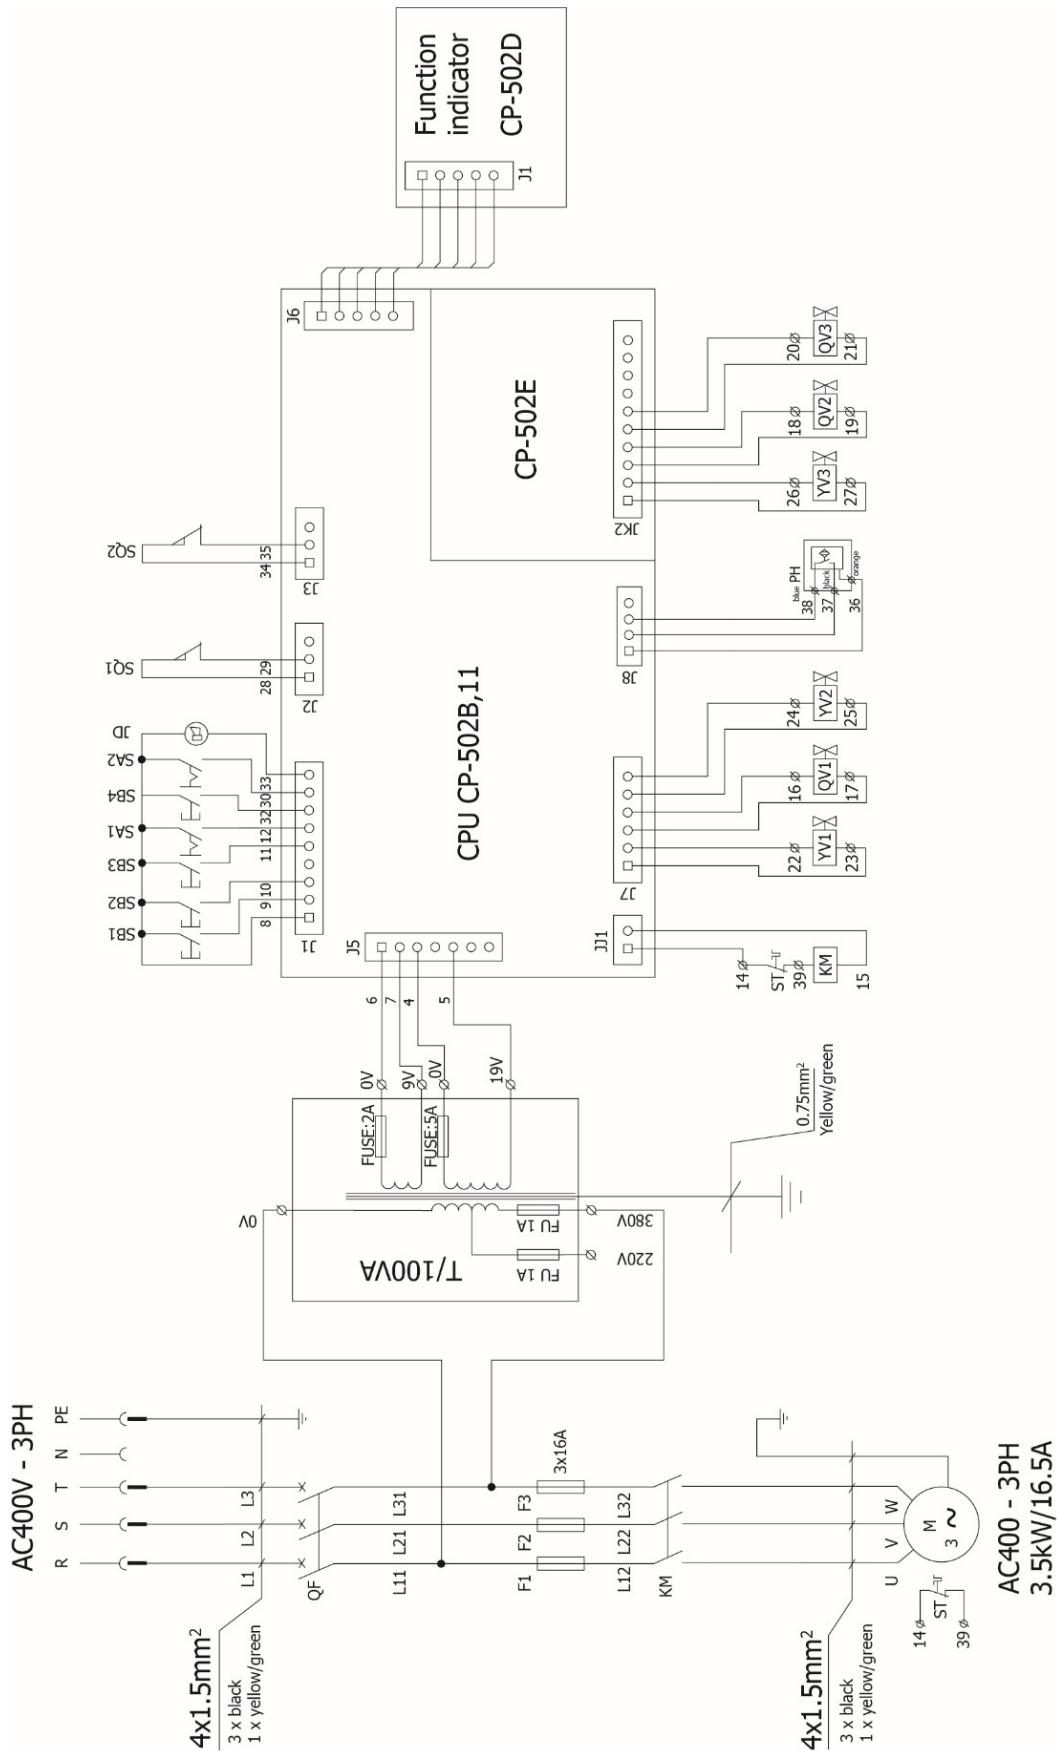 AC400V - 3PH
R
S
T
N
PE
4x1.5mm²
3 x black
1 x yellow/green
L1
L2
L3
QF
L11
L21
L31
F1
F2
F3
3x16A
L12
L22
L32
KM
4x1.5mm²
3 x black
1 x yellow/green
U
V
W
M
3 ~
14
ST
39
AC400 - 3PH
3.5kW/16.5A
T/100VA
0V
FU 1A
FU 1A
380V
220V
FUSE:2A
FUSE:5A
0V
9V
0V
19V
0.75mm²
Yellow/green
6
7
4
5
J5
SB1
SB2
SB3
SA1
SB4
SA2
JD
8
9
10
11
12
32
30
33
J1
SQ1
28
29
J2
SQ2
34
35
J3
CPU CP-502B,11
CP-502E
J6
Function
indicator
CP-502D
J1
JJ1
14
ST
39
KM
15
J7
22
YV1
23
16
QV1
17
24
YV2
25
J8
blue
PH
38
37
black
36
orange
JK2
26
YV3
27
18
QV2
19
20
QV3
21